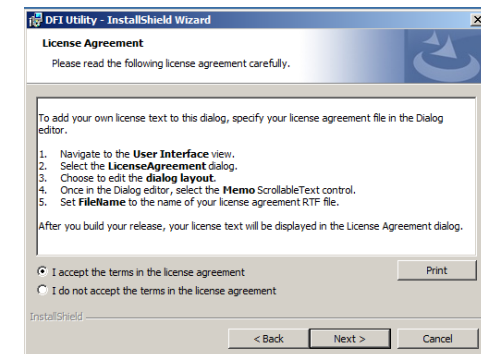 DFI Utility - InstallShield Wizard
License Agreement
Please read the following license agreement carefully.
To add your own license text to this dialog, specify your license agreement file in the Dialog
editor.
1. Navigate to the User Interface view.
2. Select the LicenseAgreement dialog.
3. Choose to edit the dialog layout.
4. Once in the Dialog editor, select the Memo ScrollableText control.
5. Set FileName to the name of your license agreement RTF file.
After you build your release, your license text will be displayed in the License Agreement dialog.
I accept the terms in the license agreement
Print
I do not accept the terms in the license agreement
InstallShield
< Back Next > Cancel